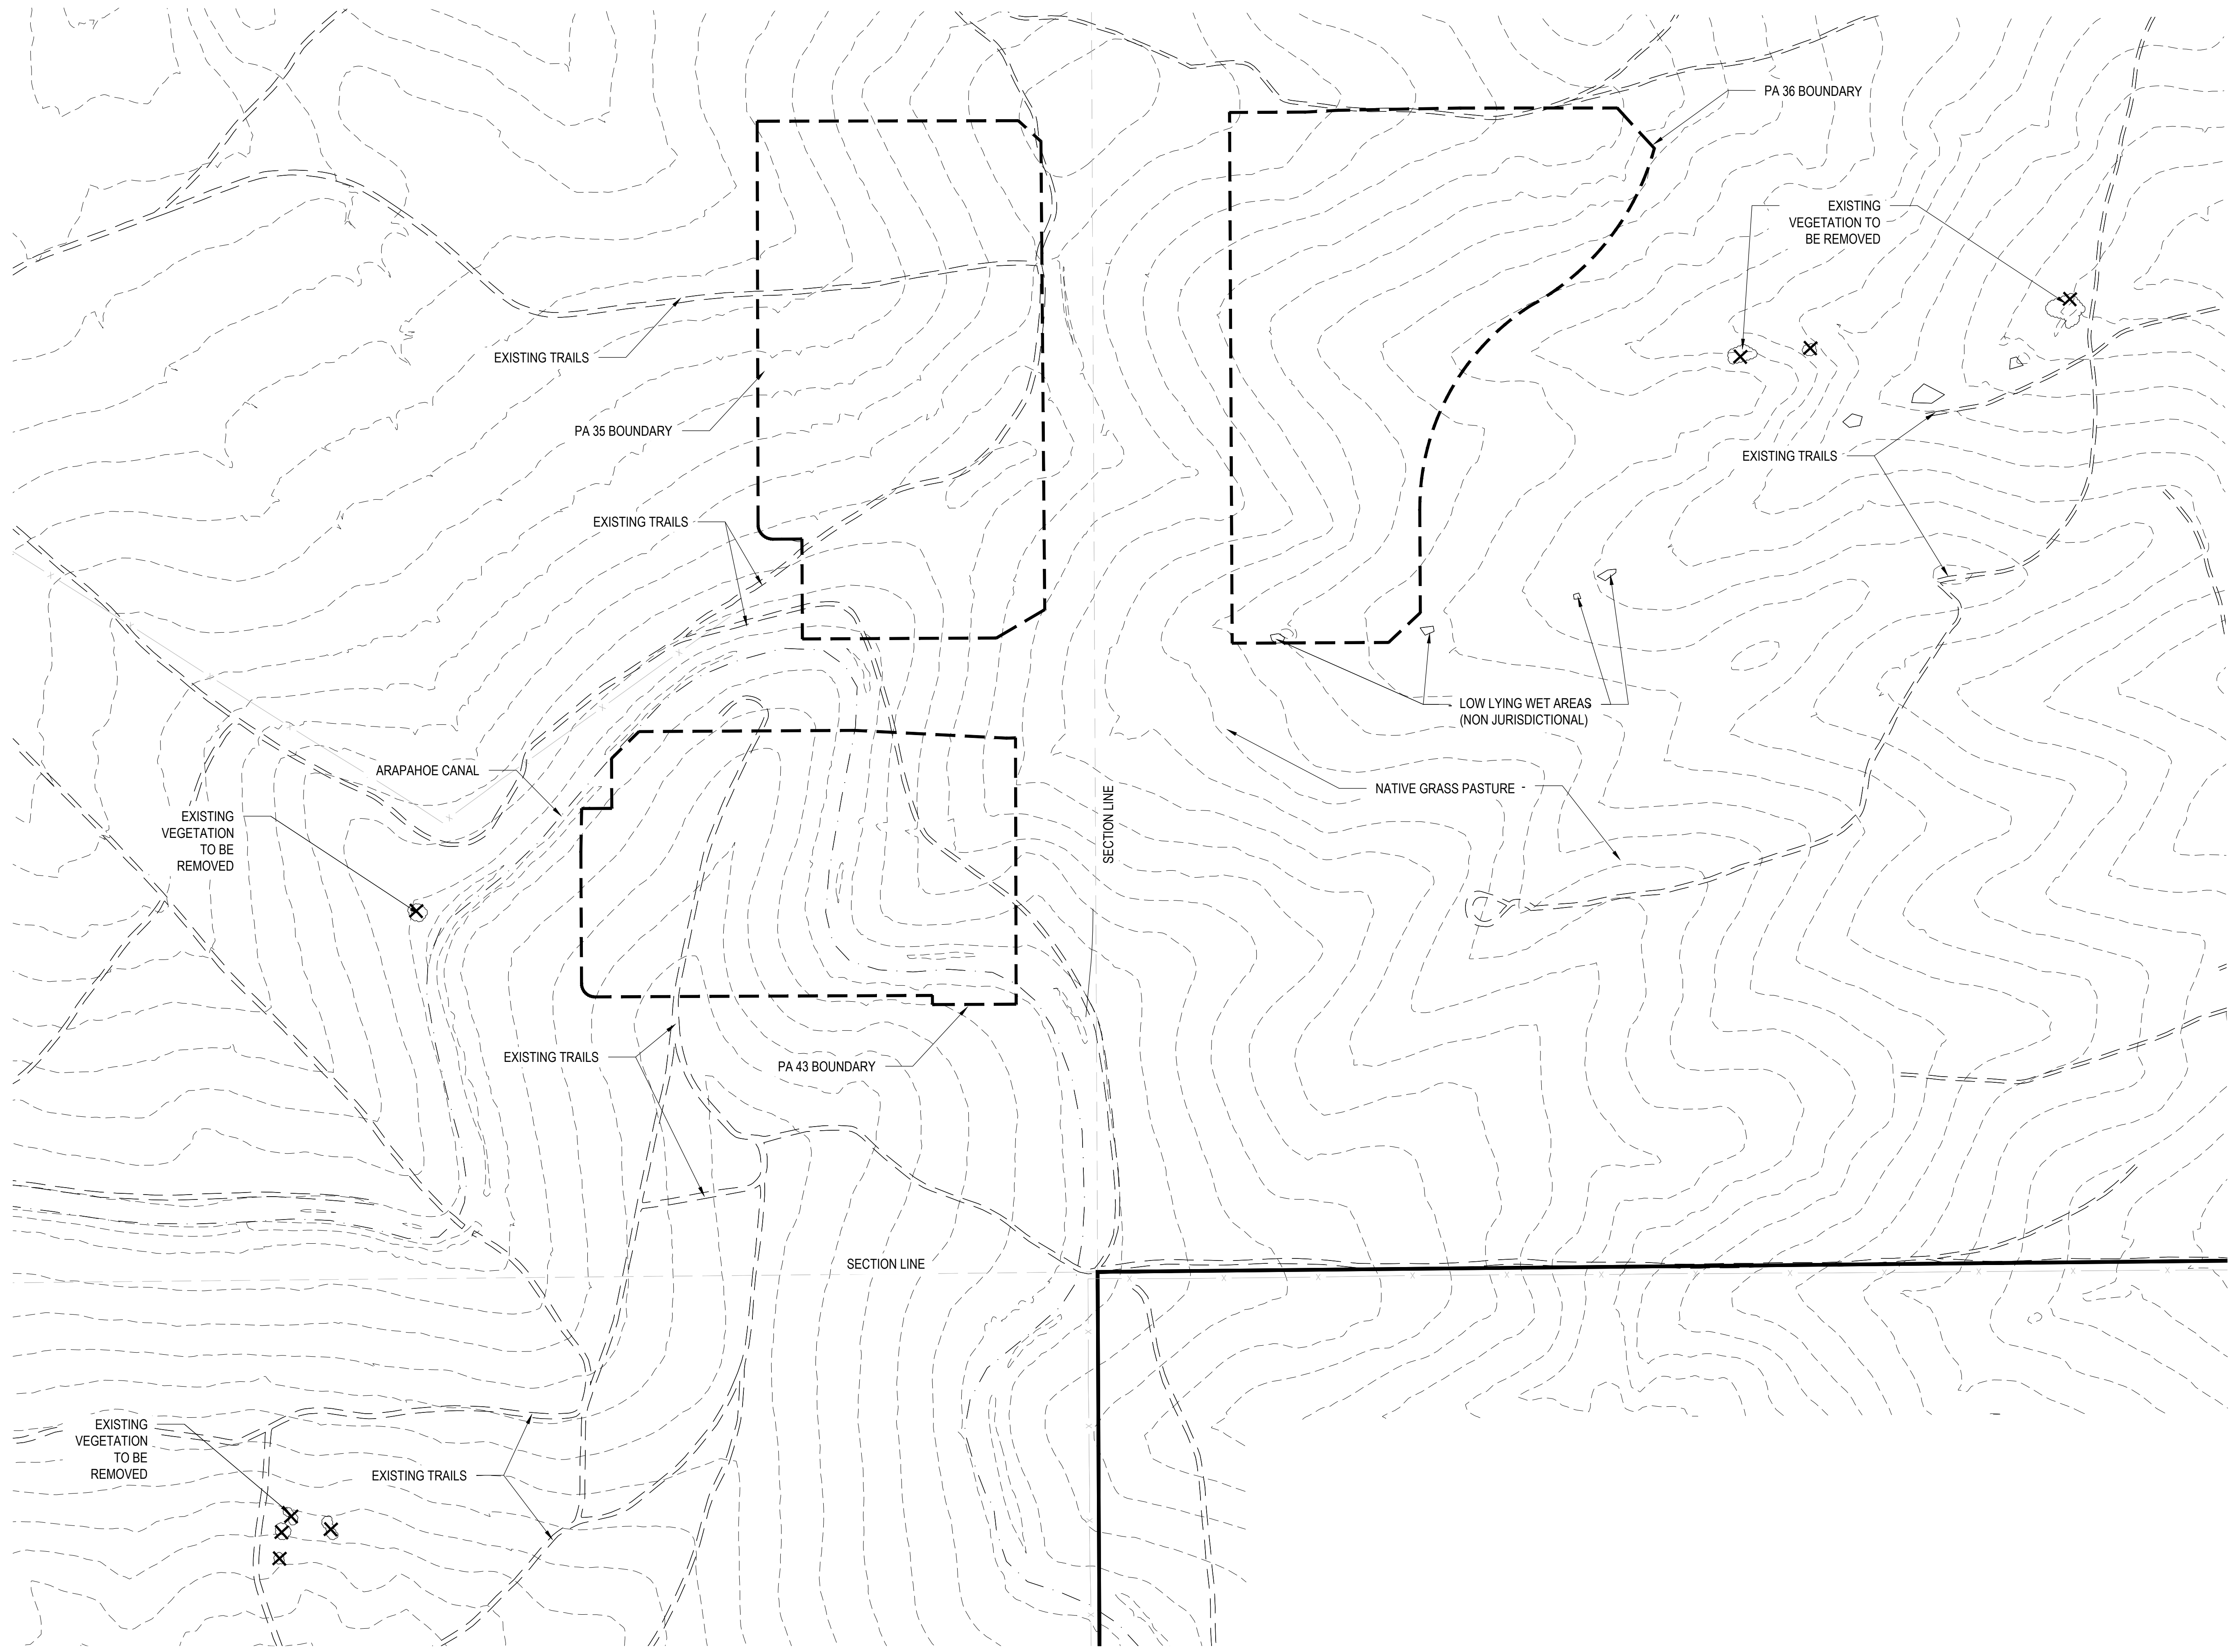 PA 36 BOUNDARY
EXISTING
VEGETATION TO
BE REMOVED
EXISTING TRAILS
PA 35 BOUNDARY
EXISTING TRAILS
EXISTING TRAILS
LOW LYING WET AREAS
(NON JURISDICTIONAL)
ARAPAHOE CANAL
NATIVE GRASS PASTURE
SECTION LINE
EXISTING
VEGETATION
TO BE
REMOVED
EXISTING TRAILS
PA 43 BOUNDARY
SECTION LINE
EXISTING
VEGETATION
TO BE
REMOVED
EXISTING TRAILS